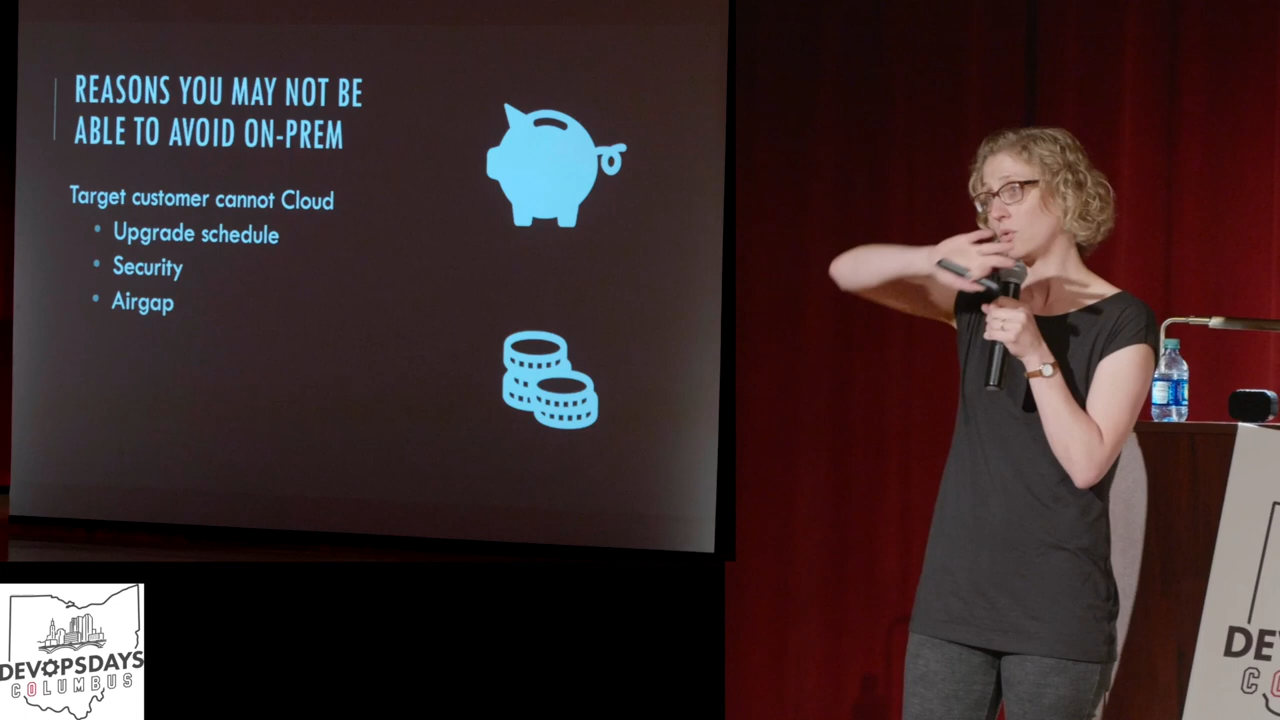 REASONS YOU MAY NOT BE
ABLE TO AVOID ON-PREM
Target customer cannot Cloud
• Upgrade schedule
• Security
• Airgap
DEVOPSDAYS
COLUMBUS
DE
CO